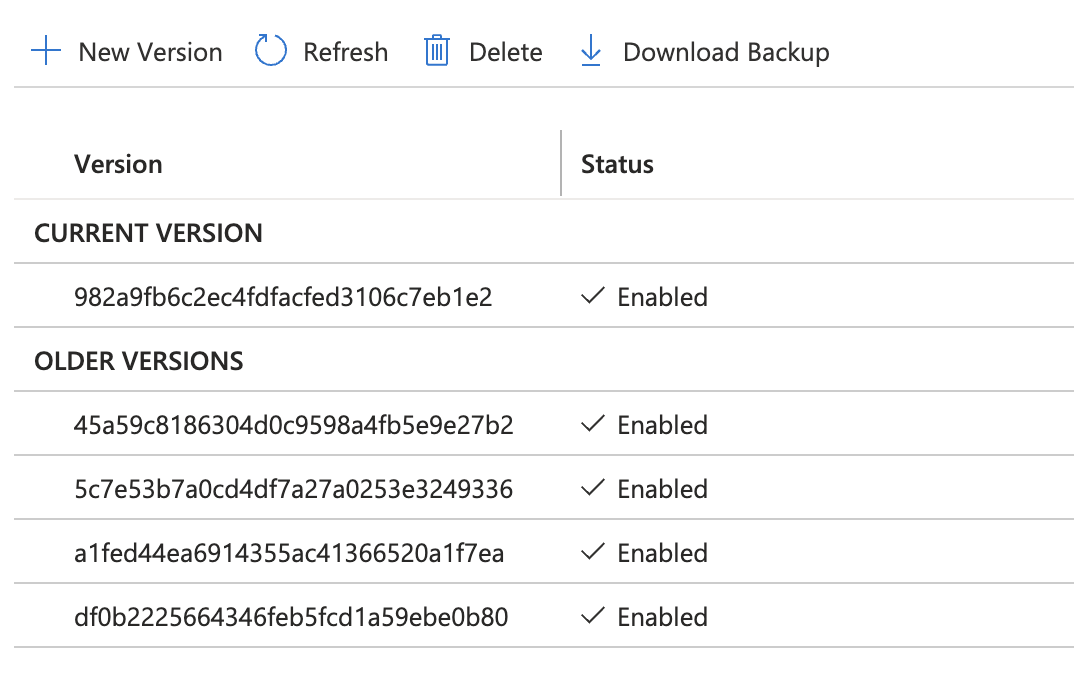 New Version Refresh Delete Download Backup
Version Status
CURRENT VERSION
982a9fb6c2ec4fdfacfed3106c7eb1e2 Enabled
OLDER VERSIONS
45a59c8186304d0c9598a4fb5e9e27b2 Enabled
5c7e53b7a0cd4df7a27a0253e3249336 Enabled
a1fed44ea6914355ac41366520a1f7ea Enabled
df0b2225664346feb5fcd1a59ebe0b80 Enabled